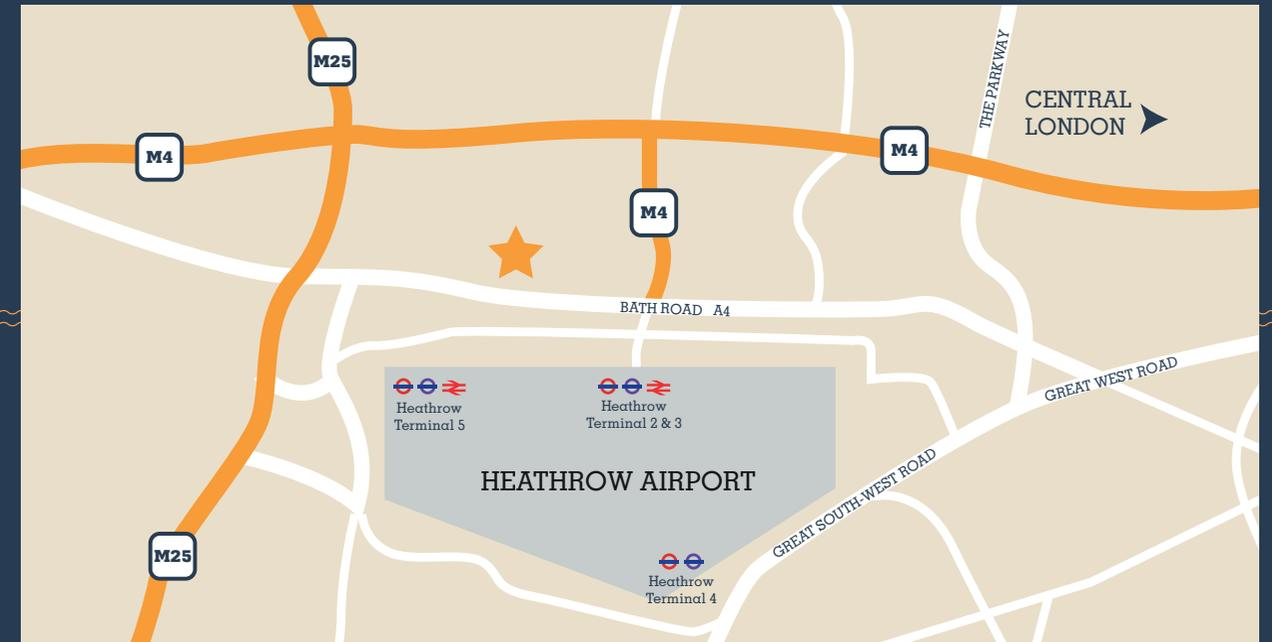 M25
THE PARKWAY
CENTRAL
LONDON
M4
M4
M4
BATH ROAD A4
GREAT WEST ROAD
Heathrow
Terminal 5
Heathrow
Terminal 2 & 3
HEATHROW AIRPORT
GREAT SOUTH-WEST ROAD
M25
Heathrow
Terminal 4